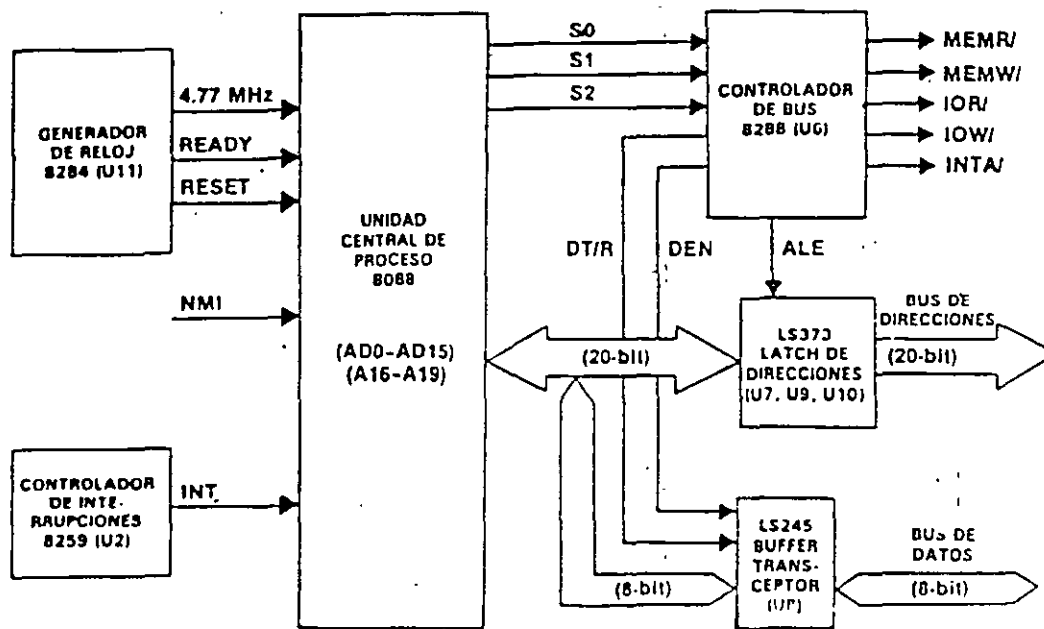 GENERADOR
DE RELOJ
8284 (U11)
4.77 MHz
READY
RESET
NMI
CONTROLADOR
DE INTE-
RRUPCIONES
8259 (U2)
INT
UNIDAD
CENTRAL DE
PROCESO
8088
(AD0-AD15)
(A16-A19)
S0
S1
S2
CONTROLADOR
DE BUS
8288 (U6)
MEMR/
MEMW/
IOR/
IOW/
INTA/
DT/R
DEN
ALE
(20-bit)
LS373
LATCH DE
DIRECCIONES
(U7, U9, U10)
BUS DE
DIRECCIONES
(20-bit)
(8-bit)
LS245
BUFFER
TRANS-
CEPTOR
BUS DE
DATOS
(8-bit)